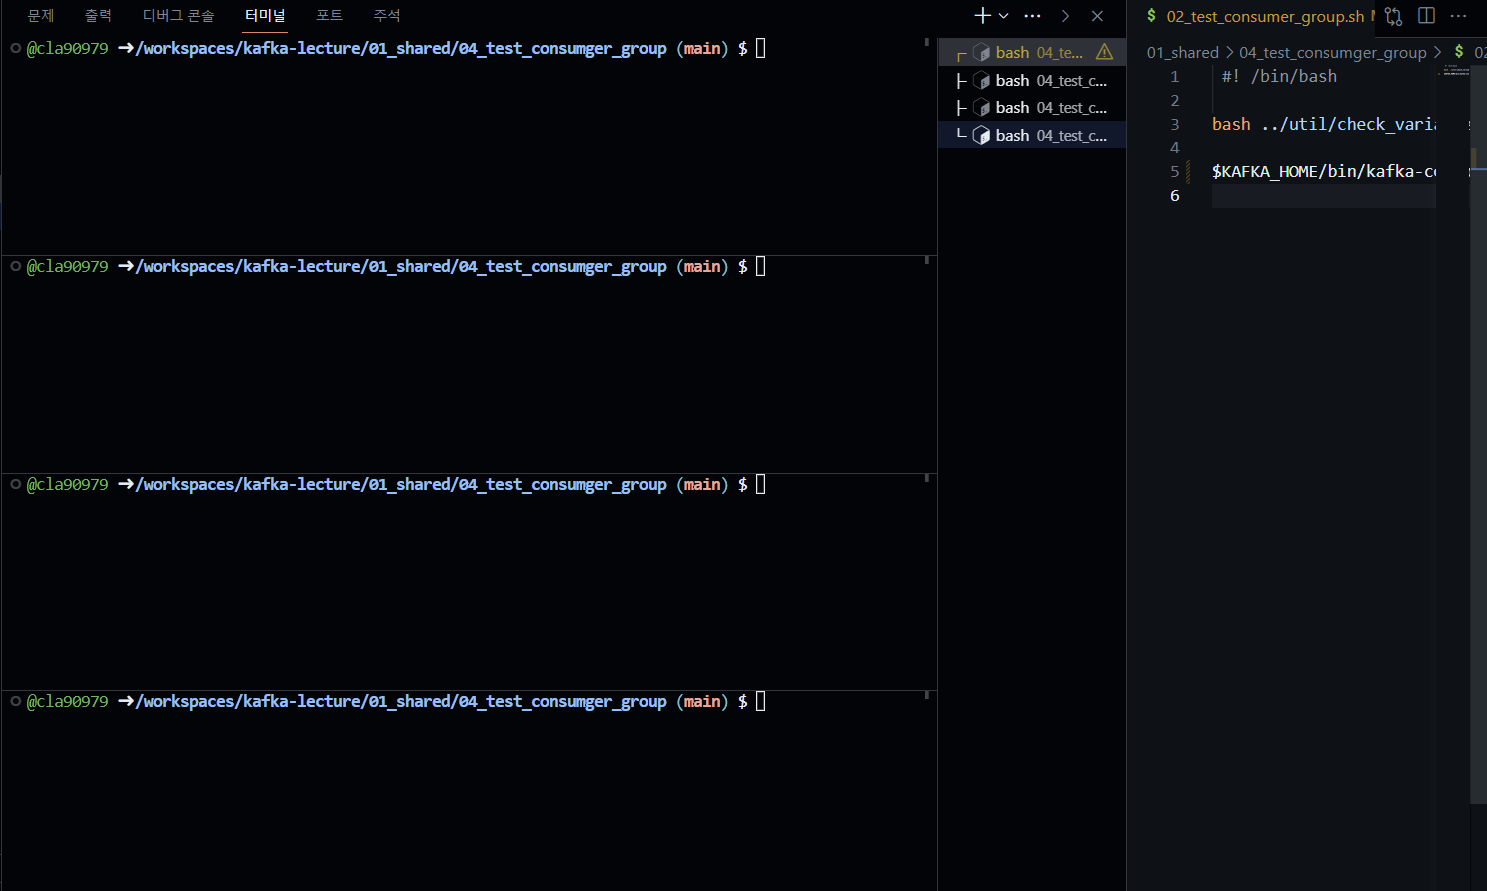 문제 출력 디버그 콘솔 터미널 포트 주석
@cla90979 ➜/workspaces/kafka-lecture/01_shared/04_test_consumger_group (main) $
@cla90979 ➜/workspaces/kafka-lecture/01_shared/04_test_consumger_group (main) $
@cla90979 ➜/workspaces/kafka-lecture/01_shared/04_test_consumger_group (main) $
@cla90979 ➜/workspaces/kafka-lecture/01_shared/04_test_consumger_group (main) $
bash 04_te...
bash 04_test_c...
bash 04_test_c...
bash 04_test_c...
$ 02_test_consumer_group.sh
01_shared > 04_test_consumger_group > $ 02
1 #! /bin/bash
2
3 bash ../util/check_varia
4
5 $KAFKA_HOME/bin/kafka-co
6